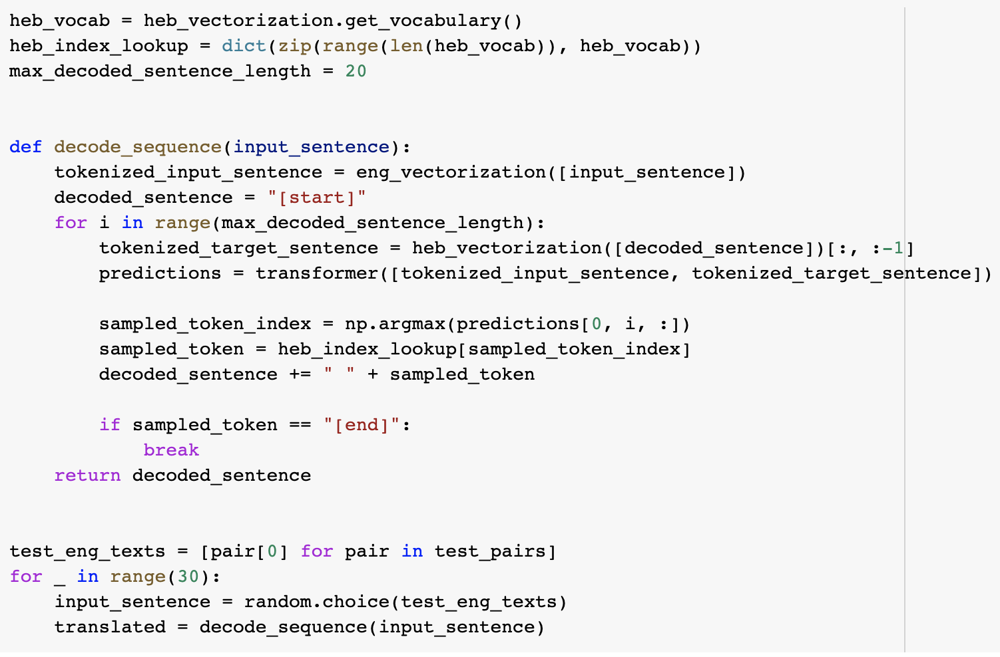 heb_vocab = heb_vectorization.get_vocabulary()
heb_index_lookup = dict(zip(range(len(heb_vocab)), heb_vocab))
max_decoded_sentence_length = 20
def decode_sequence(input_sentence):
    tokenized_input_sentence = eng_vectorization([input_sentence])
    decoded_sentence = "[start]"
    for i in range(max_decoded_sentence_length):
        tokenized_target_sentence = heb_vectorization([decoded_sentence])[:, :-1]
        predictions = transformer([tokenized_input_sentence, tokenized_target_sentence])
        sampled_token_index = np.argmax(predictions[0, i, :])
        sampled_token = heb_index_lookup[sampled_token_index]
        decoded_sentence += " " + sampled_token
        if sampled_token == "[end]":
            break
    return decoded_sentence
test_eng_texts = [pair[0] for pair in test_pairs]
for _ in range(30):
    input_sentence = random.choice(test_eng_texts)
    translated = decode_sequence(input_sentence)